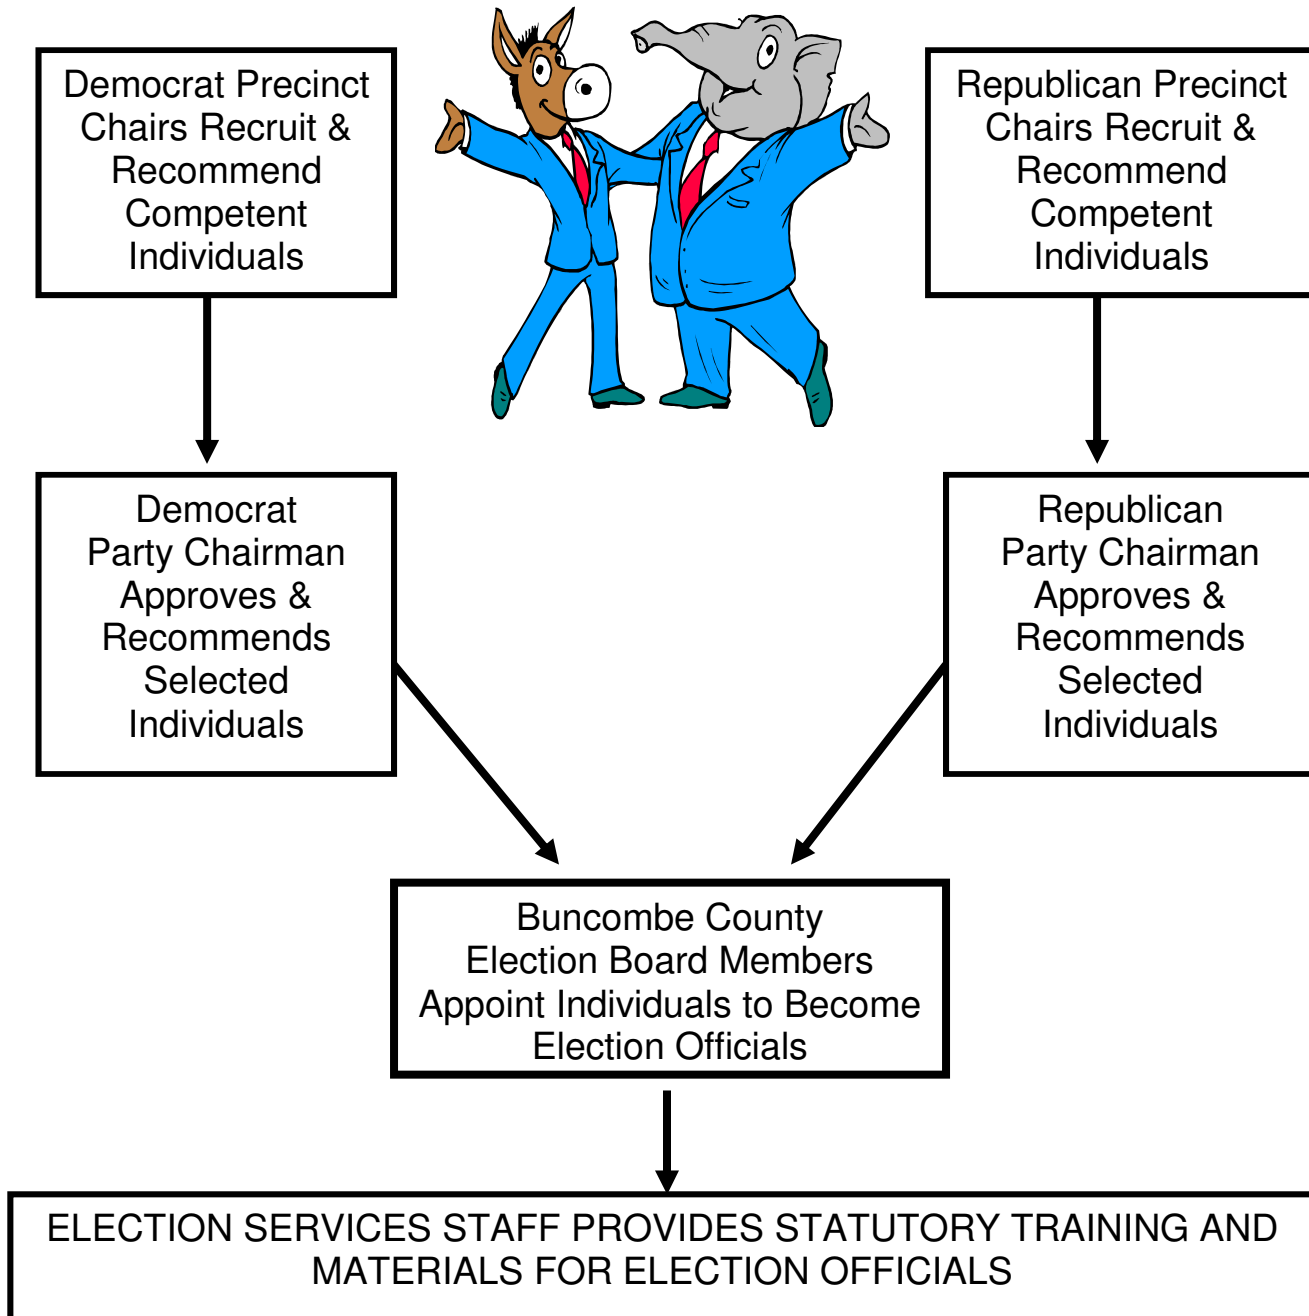 Democrat Precinct
Chairs Recruit &
Recommend
Competent
Individuals
Republican Precinct
Chairs Recruit &
Recommend
Competent
Individuals
Democrat
Party Chairman
Approves &
Recommends
Selected
Individuals
Republican
Party Chairman
Approves &
Recommends
Selected
Individuals
Buncombe County
Election Board Members
Appoint Individuals to Become
Election Officials
ELECTION SERVICES STAFF PROVIDES STATUTORY TRAINING AND
MATERIALS FOR ELECTION OFFICIALS